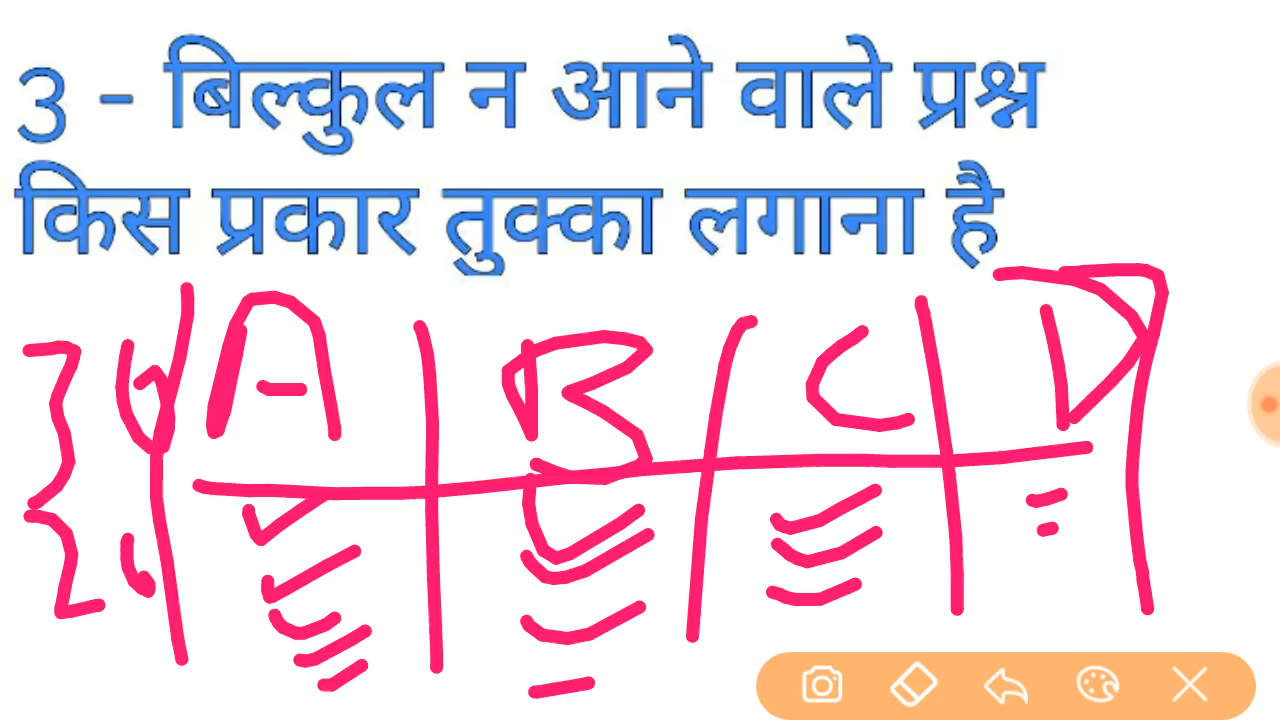 3 - बिल्कुल न आने वाले प्रश्न
किस प्रकार तुक्का लगाना है
A B C D